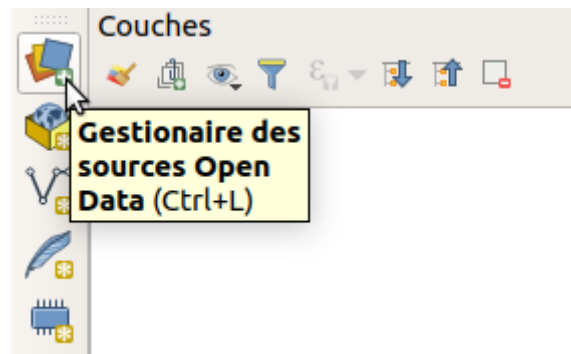 Couches
Gestionaire des
sources Open
Data (Ctrl+L)